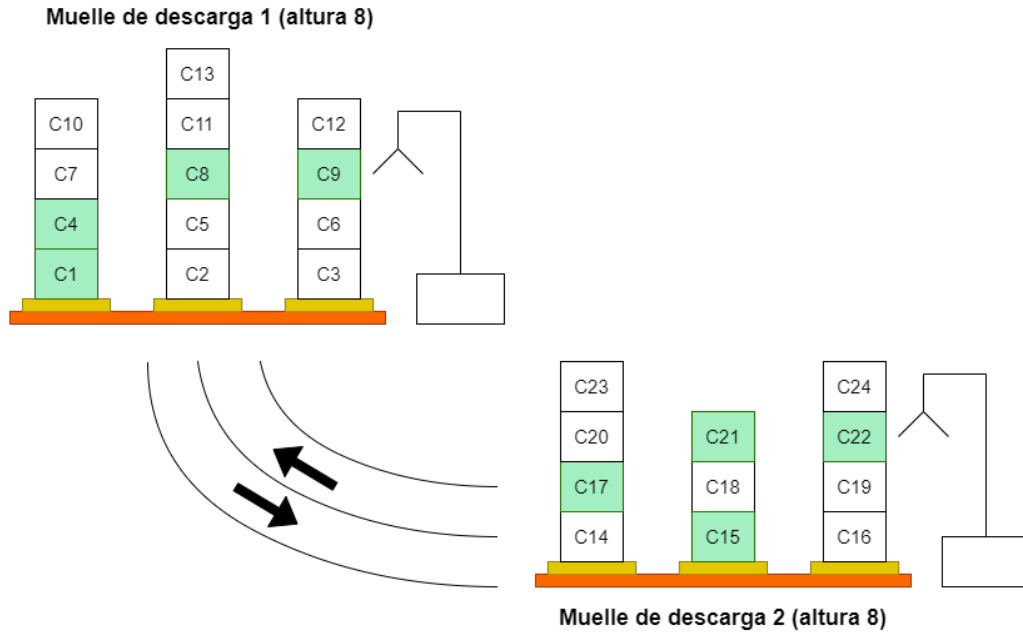 Muelle de descarga 1 (altura 8)
C13
C10 C11 C12
C7 C8 C9
C4 C5 C6
C1 C2 C3
C23 C24
C20 C21 C22
C17 C18 C19
C14 C15 C16
Muelle de descarga 2 (altura 8)